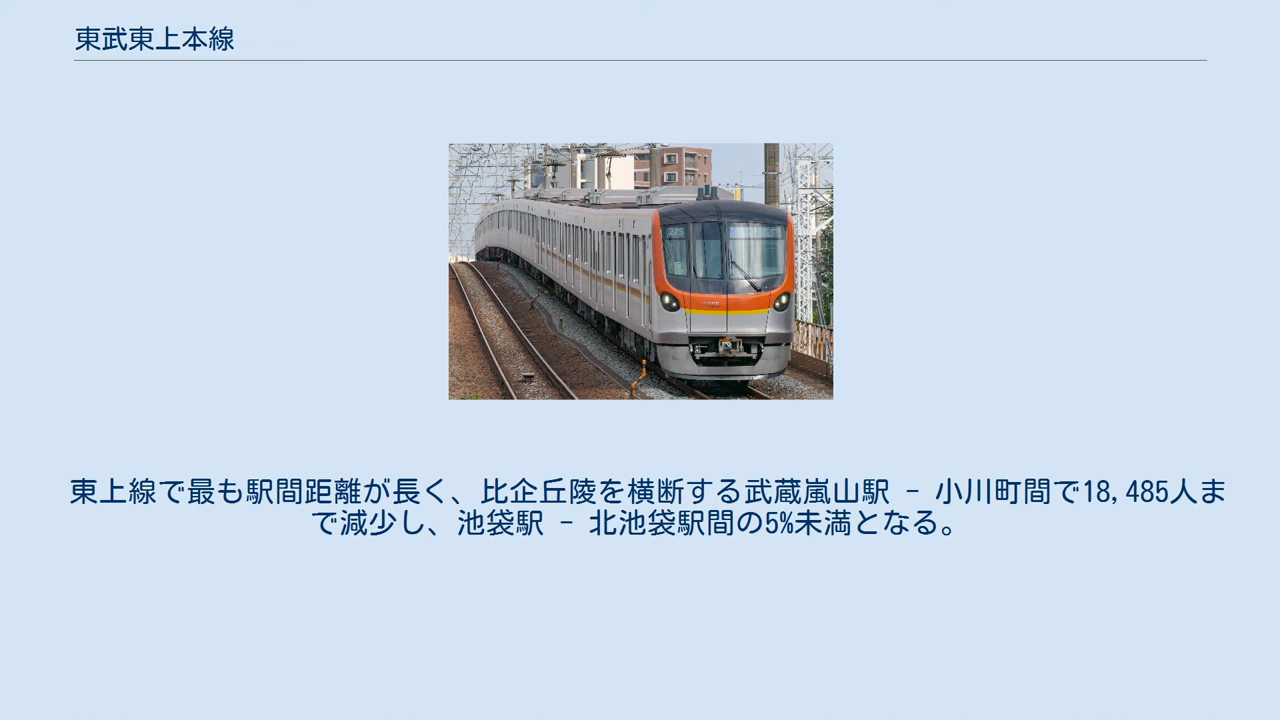 東武東上本線
27S
東上線で最も駅間距離が長く、比企丘陵を横断する武蔵嵐山駅 - 小川町間で18,485人ま
で減少し、池袋駅 - 北池袋駅間の5%未満となる。